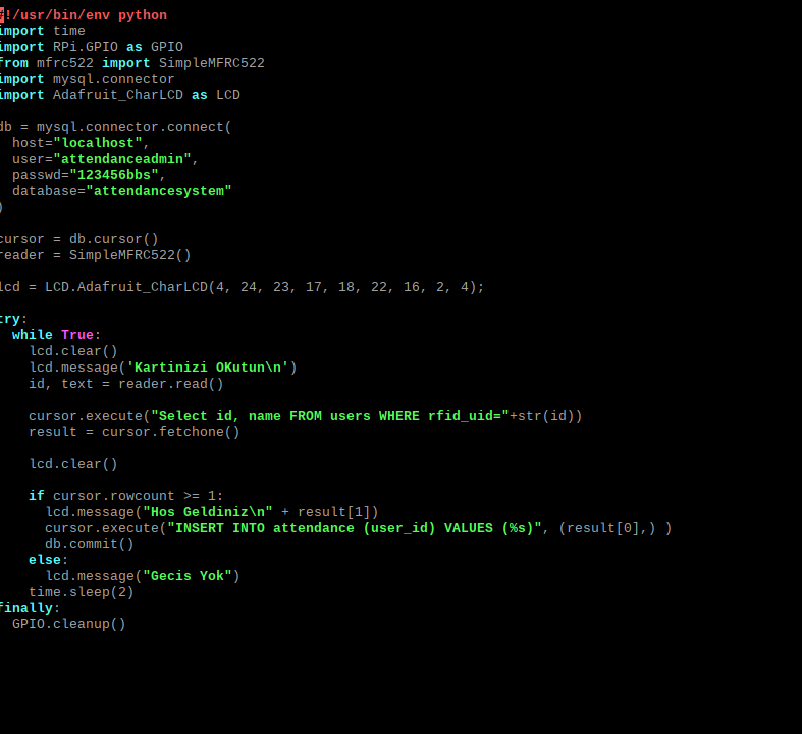 #!/usr/bin/env python
import time
import RPi.GPIO as GPIO
from mfrc522 import SimpleMFRC522
import mysql.connector
import Adafruit_CharLCD as LCD

db = mysql.connector.connect(
  host="localhost",
  user="attendanceadmin",
  passwd="123456bbs",
  database="attendancesystem"
)

cursor = db.cursor()
reader = SimpleMFRC522()

lcd = LCD.Adafruit_CharLCD(4, 24, 23, 17, 18, 22, 16, 2, 4);

try:
  while True:
    lcd.clear()
    lcd.message('Kartinizi OKutun\n')
    id, text = reader.read()

    cursor.execute("Select id, name FROM users WHERE rfid_uid="+str(id))
    result = cursor.fetchone()

    lcd.clear()

    if cursor.rowcount >= 1:
      lcd.message("Hos Geldiniz\n" + result[1])
      cursor.execute("INSERT INTO attendance (user_id) VALUES (%s)", (result[0],) )
      db.commit()
    else:
      lcd.message("Gecis Yok")
    time.sleep(2)
finally:
  GPIO.cleanup()